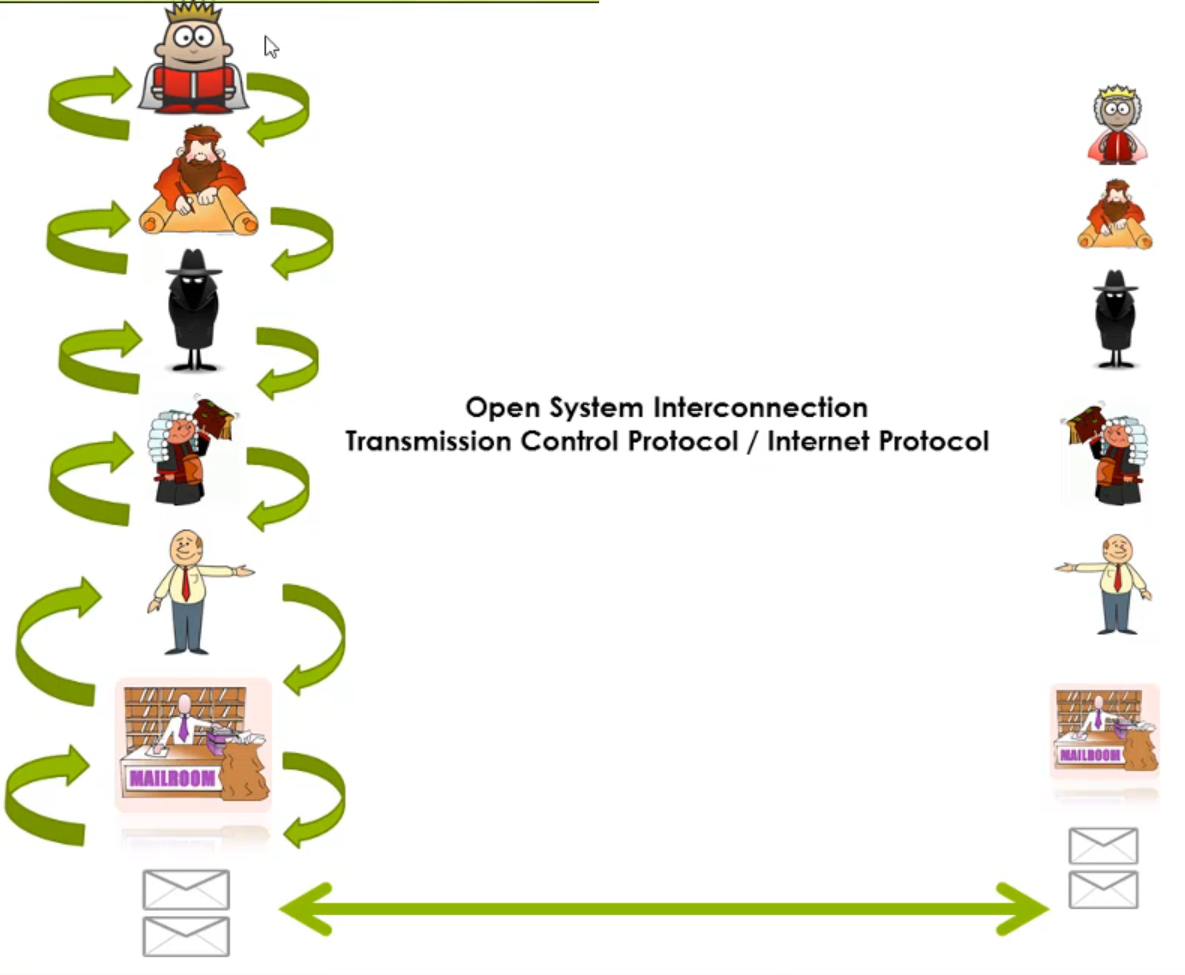 Open System Interconnection
Transmission Control Protocol / Internet Protocol
MAILROOM
MAILROOM